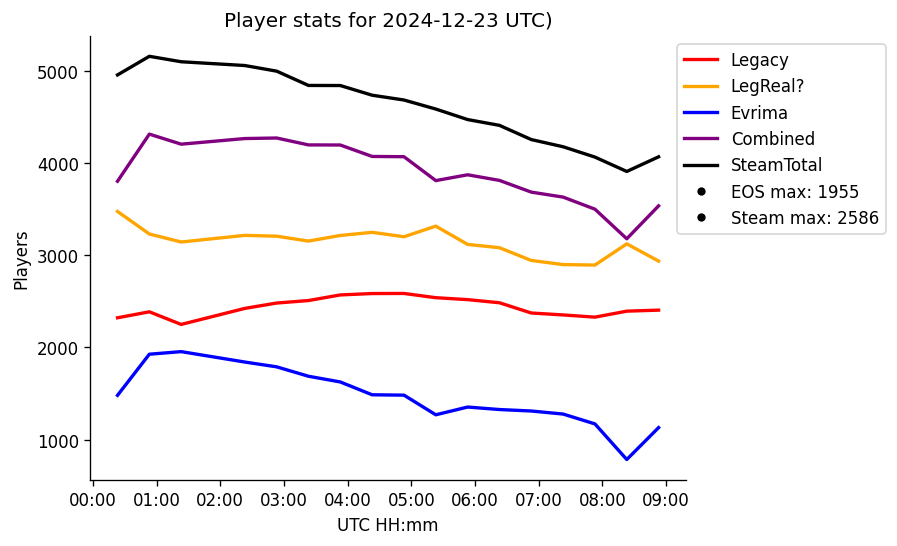 Player stats for 2024-12-23 UTC)
Legacy
LegReal?
Evrima
Combined
SteamTotal
EOS max: 1955
Steam max: 2586
Players
5000
4000
3000
2000
1000
00:00 01:00 02:00 03:00 04:00 05:00 06:00 07:00 08:00 09:00
UTC HH:mm